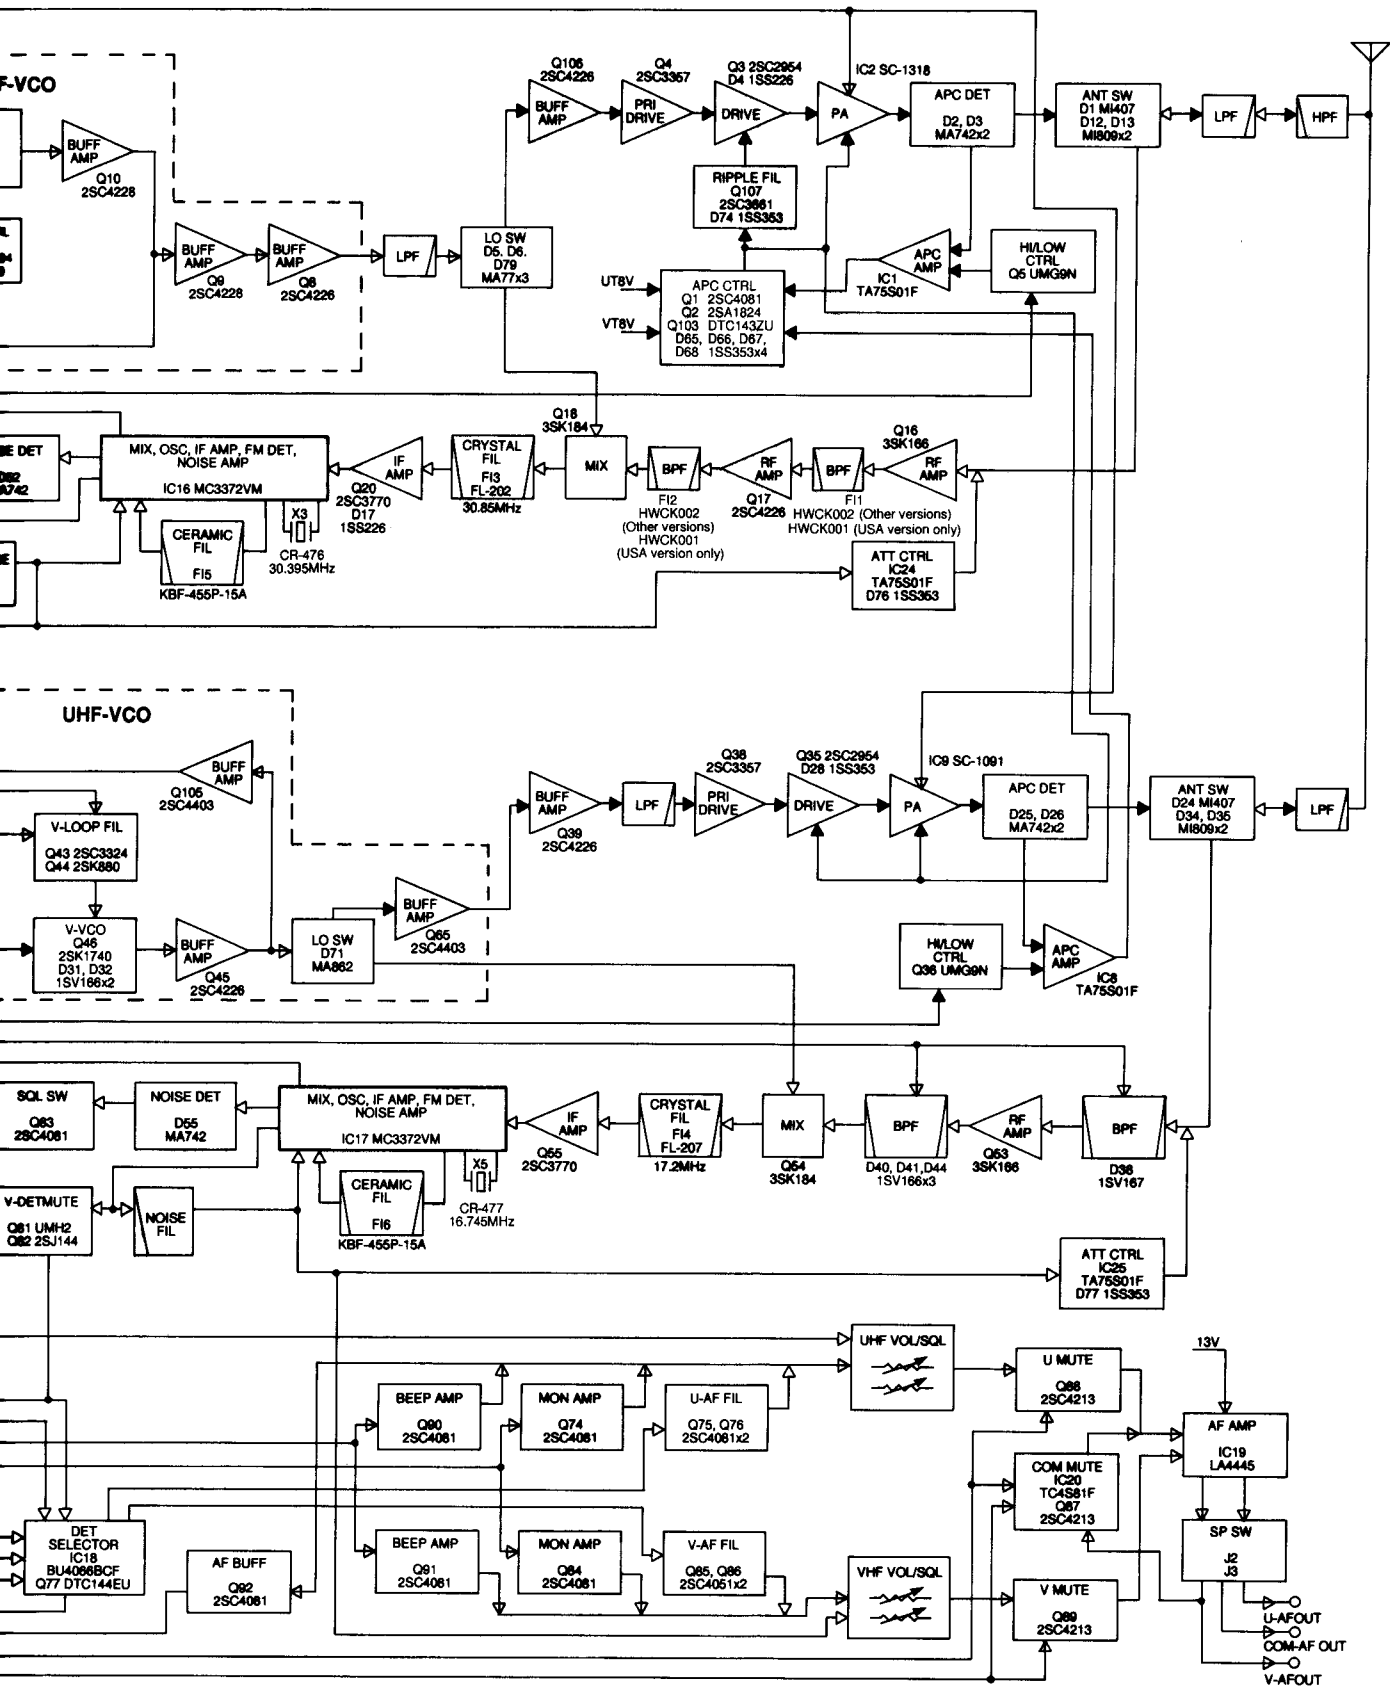 F-VCO
BUFF
AMP
Q10
2SC4228
BUFF
AMP
Q9
2SC4228
BUFF
AMP
Q8
2SC4226
LPF
LO SW
D5. D6.
D79
MA77x3
Q106
2SC4226
BUFF
AMP
Q4
2SC3357
PRI
DRIVE
Q3 2SC2954
D4 1SS226
DRIVE
IC2 SC-1318
PA
APC DET
D2, D3
MA742x2
ANT SW
D1 MI407
D12, D13
MI809x2
LPF
HPF
RIPPLE FIL
Q107
2SC3661
D74 1SS353
APC
AMP
IC1
TA75S01F
HI/LOW
CTRL
Q5 UMG9N
UT8V
VT8V
APC CTRL
Q1 2SC4081
Q2 2SA1824
Q103 DTC143ZU
D65, D66, D67,
D68 1SS353x4
SE DET
MIX, OSC, IF AMP, FM DET,
NOISE AMP
IC16 MC3372VM
IF
AMP
Q20
2SC3770
D17
1SS226
CRYSTAL
FIL
FI3
FL-202
30.85MHz
Q18
3SK184
MIX
BPF
FI2
HWCK002
(Other versions)
HWCK001
(USA version only)
RF
AMP
Q17
2SC4226
BPF
FI1
HWCK002 (Other versions)
HWCK001 (USA version only)
Q16
3SK166
RF
AMP
CERAMIC
FIL
FI5
KBF-455P-15A
X3
CR-476
30.395MHz
ATT CTRL
IC24
TA75S01F
D76 1SS353
UHF-VCO
BUFF
AMP
Q105
2SC4403
V-LOOP FIL
Q43 2SC3324
Q44 2SK880
V-VCO
Q46
2SK1740
D31, D32
1SV166x2
BUFF
AMP
Q45
2SC4226
LO SW
D71
MA862
BUFF
AMP
Q65
2SC4403
BUFF
AMP
Q39
2SC4226
LPF
Q38
2SC3357
PRI
DRIVE
Q35 2SC2954
D28 1SS353
DRIVE
IC9 SC-1091
PA
APC DET
D25, D26
MA742x2
ANT SW
D24 MI407
D34, D35
MI809x2
LPF
HI/LOW
CTRL
Q36 UMG9N
APC
AMP
IC8
TA75S01F
SQL SW
Q83
2SC4081
NOISE DET
D55
MA742
MIX, OSC, IF AMP, FM DET,
NOISE AMP
IC17 MC3372VM
IF
AMP
Q55
2SC3770
CRYSTAL
FIL
FI4
FL-207
17.2MHz
MIX
Q54
3SK184
BPF
D40, D41,D44
1SV166x3
RF
AMP
Q53
3SK166
BPF
D38
1SV167
V-DETMUTE
Q81 UMH2
Q82 2SJ144
NOISE
FIL
CERAMIC
FIL
FI6
KBF-455P-15A
X5
CR-477
16.745MHz
ATT CTRL
IC25
TA75S01F
D77 1SS353
UHF VOL/SQL
BEEP AMP
Q90
2SC4081
MON AMP
Q74
2SC4081
U-AF FIL
Q75, Q76
2SC4081x2
U MUTE
Q88
2SC4213
13V
AF AMP
IC19
LA4445
COM MUTE
IC20
TC4S81F
Q87
2SC4213
DET
SELECTOR
IC18
BU4066BCF
Q77 DTC144EU
AF BUFF
Q92
2SC4081
BEEP AMP
Q91
2SC4081
MON AMP
Q84
2SC4081
V-AF FIL
Q85, Q86
2SC4051x2
VHF VOL/SQL
V MUTE
Q89
2SC4213
SP SW
J2
J3
U-AFOUT
COM-AF OUT
V-AFOUT